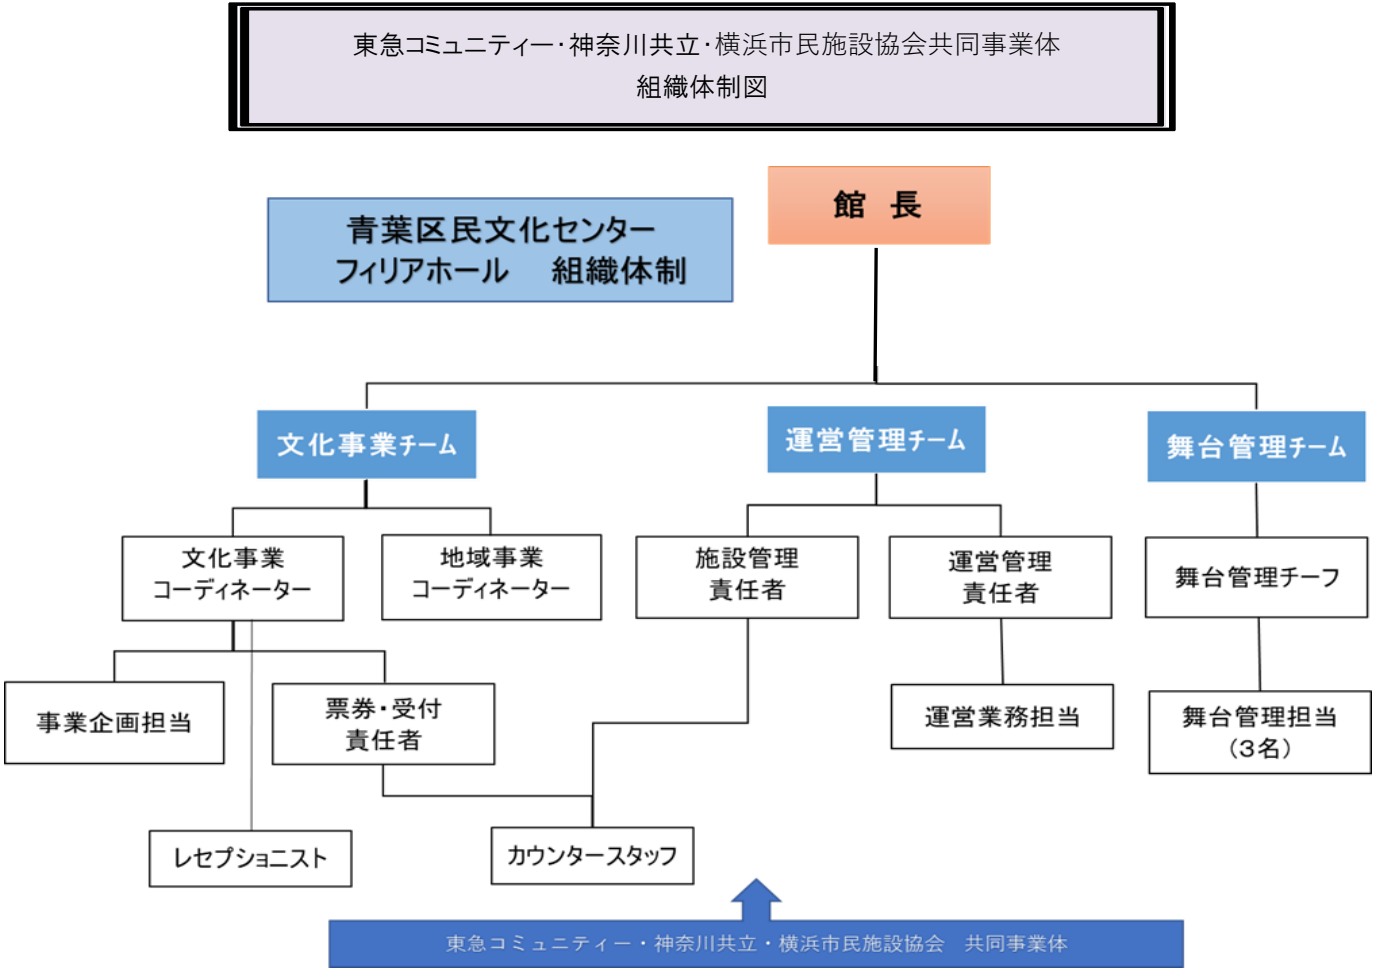 東急コミュニティー・神奈川共立・横浜市民施設協会共同事業体
組織体制図
館 長
青葉区民文化センター
フィリアホール 組織体制
文化事業チーム
運営管理チーム
舞台管理チーム
文化事業
コーディネーター
地域事業
コーディネーター
施設管理
責任者
運営管理
責任者
舞台管理チーフ
事業企画担当
票券・受付
責任者
運営業務担当
舞台管理担当
(3名)
レセプショニスト
カウンタースタッフ
東急コミュニティー・神奈川共立・横浜市民施設協会 共同事業体